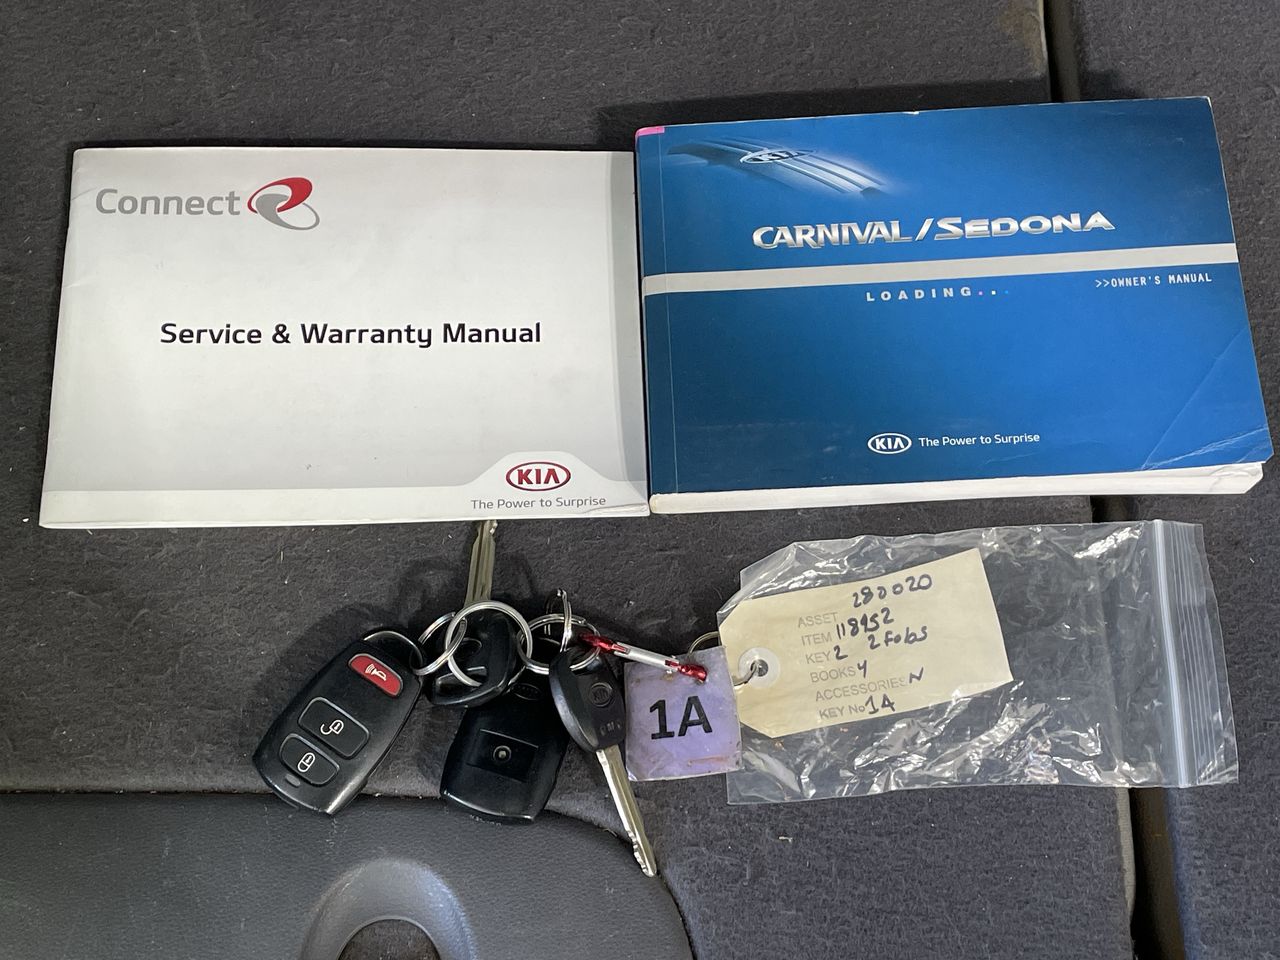 Connect
Service & Warranty Manual
KIA
The Power to Surprise
KIA
CARNIVAL/SEDONA
LOADING...
>>OWNER'S MANUAL
KIA The Power to Surprise
1A
ASSET 280020
ITEM 118952
KEY 2 2 Fobs
BOOKS Y
ACCESSORIES N
KEY No 1A